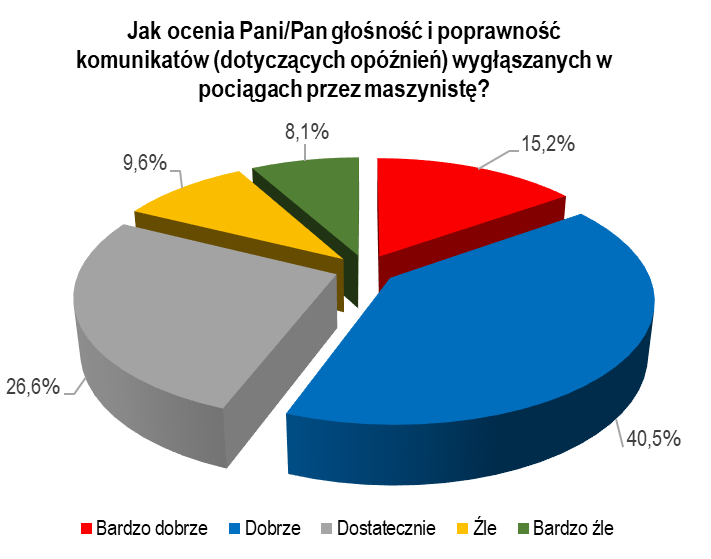 Jak ocenia Pani/Pan głośność i poprawność
komunikatów (dotyczących opóźnień) wygłąszanych w
pociągach przez maszynistę?
8,1%
15,2%
9,6%
26,6%
40,5%
Bardzo dobrze Dobrze Dostatecznie Źle Bardzo źle